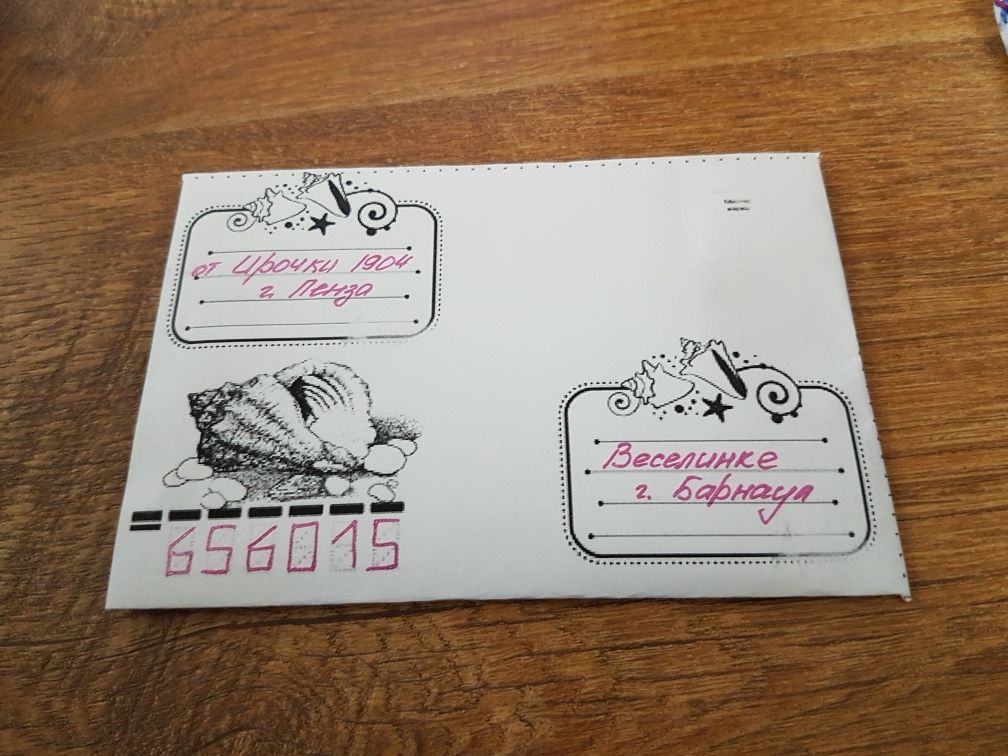 от Ирочки 1904
г. Пенза
Веселинке
г. Барнаул
656015